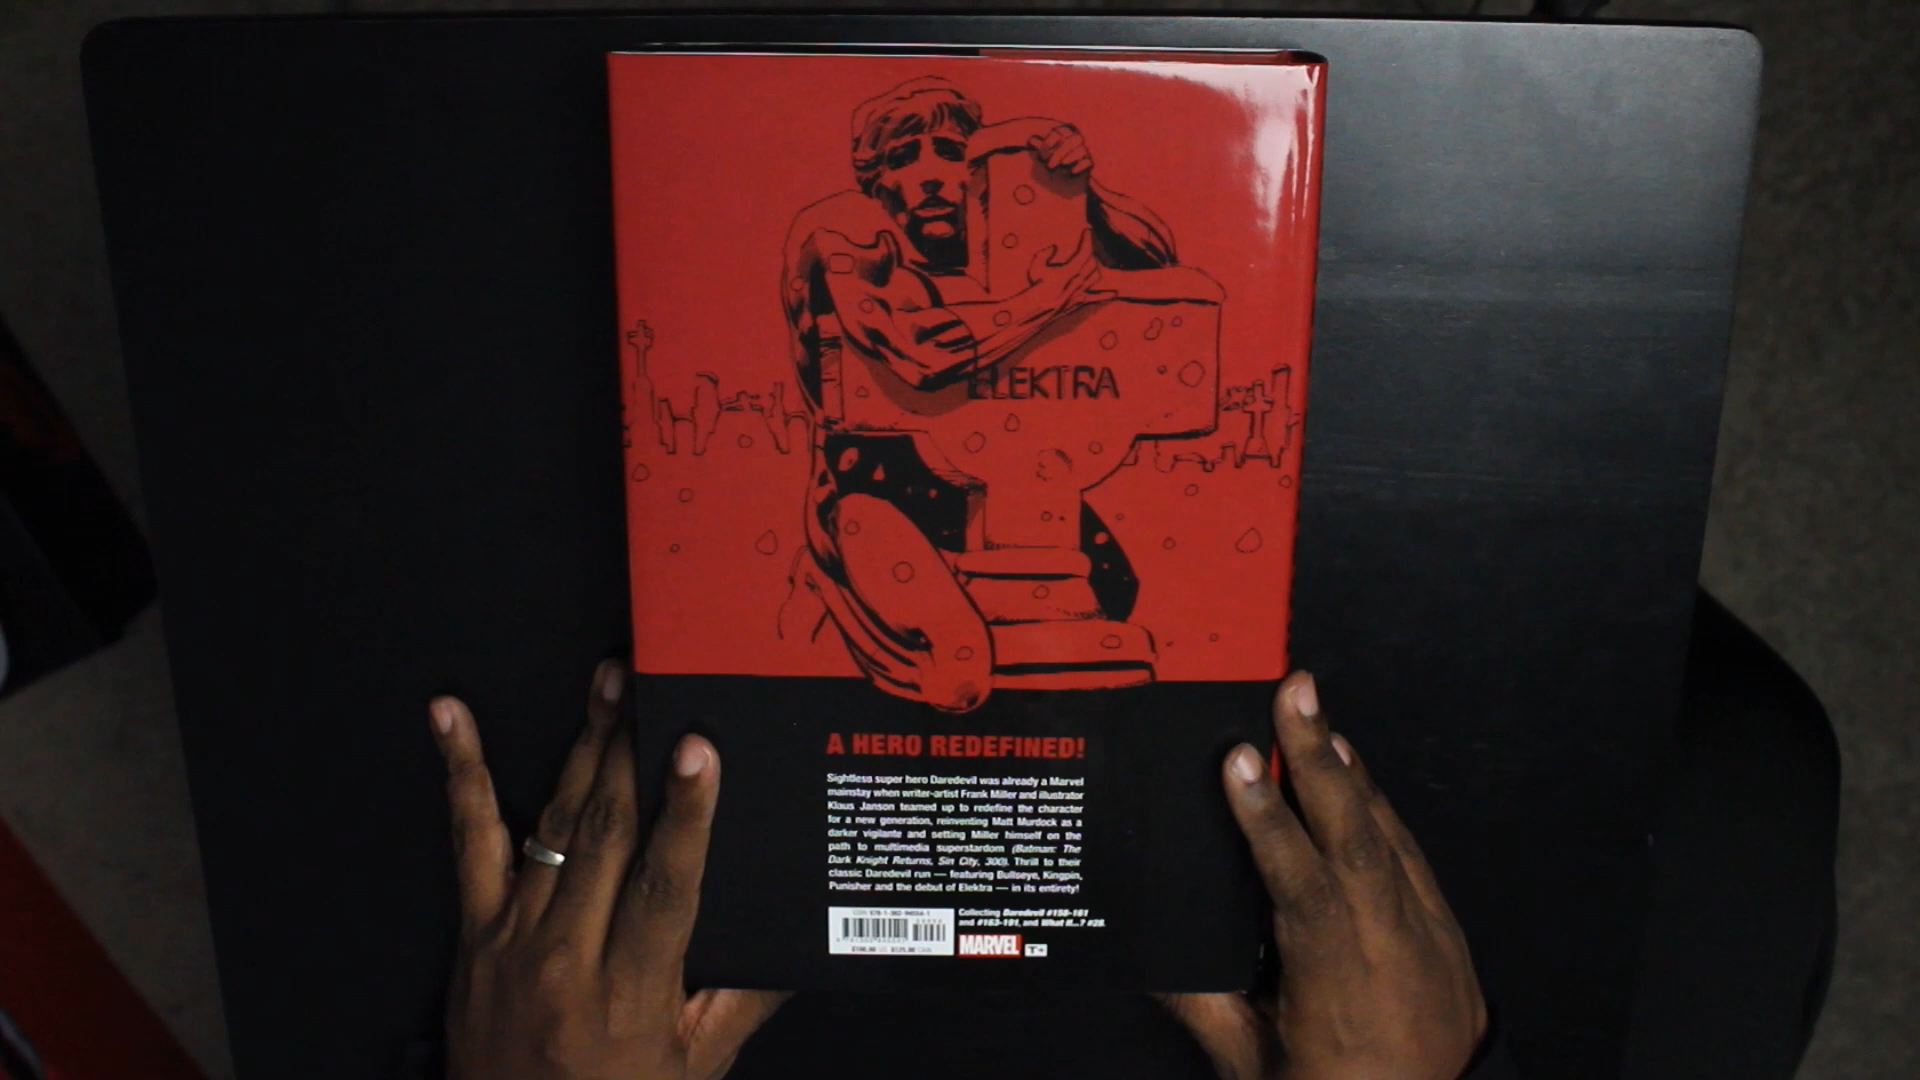 ELEKTRA
A HERO REDEFINED!
Sightless super hero Daredevil was already a Marvel
mainstay when writer-artist Frank Miller and illustrator
Klaus Janson teamed up to redefine the character
for a new generation, reinventing Matt Murdock as a
darker vigilante and setting Miller himself on the
path to multimedia superstardom (Batman: The
Dark Knight Returns, Sin City, 300). Thrill to their
classic Daredevil run — featuring Bullseye, Kingpin,
Punisher and the debut of Elektra — in its entirety!
Collecting Daredevil #158-161
and #163-191, and What If...? #28.
MARVEL
T+